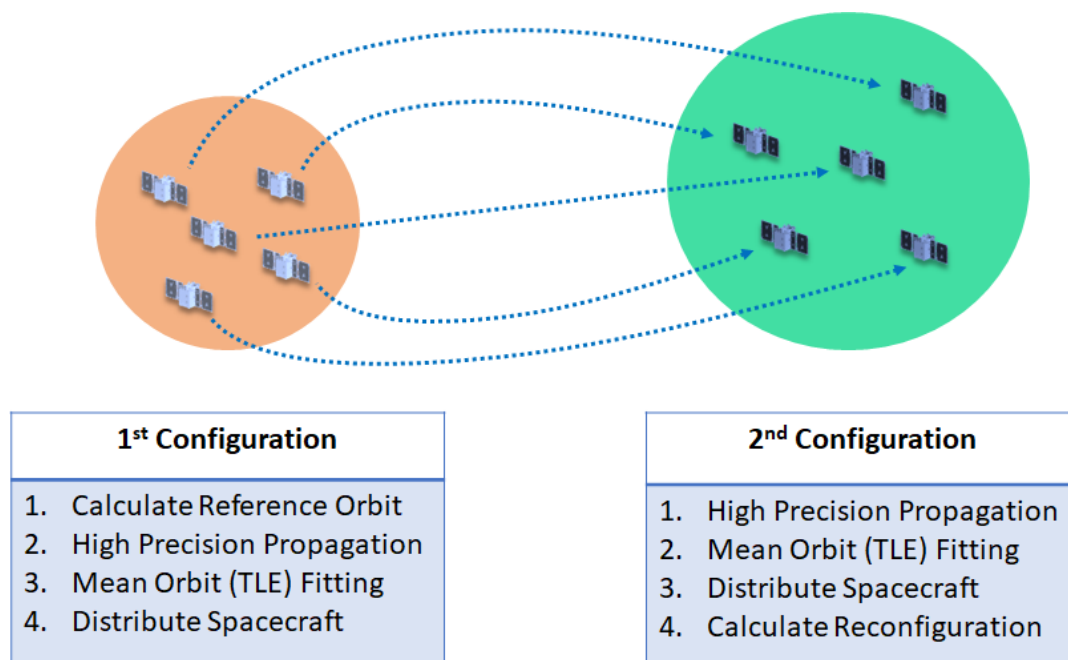 1st Configuration
1. Calculate Reference Orbit
2. High Precision Propagation
3. Mean Orbit (TLE) Fitting
4. Distribute Spacecraft
2nd Configuration
1. High Precision Propagation
2. Mean Orbit (TLE) Fitting
3. Distribute Spacecraft
4. Calculate Reconfiguration